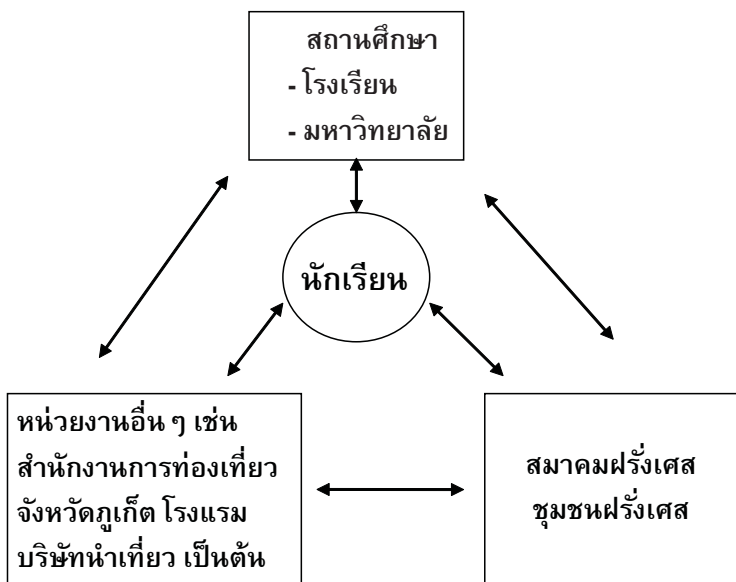 สถานศึกษา
- โรงเรียน
- มหาวิทยาลัย
นักเรียน
หน่วยงานอื่น ๆ เช่น
สำนักงานการท่องเที่ยว
จังหวัดภูเก็ต โรงแรม
บริษัทนำเที่ยว เป็นต้น
สมาคมฝรั่งเศส
ชุมชนฝรั่งเศส